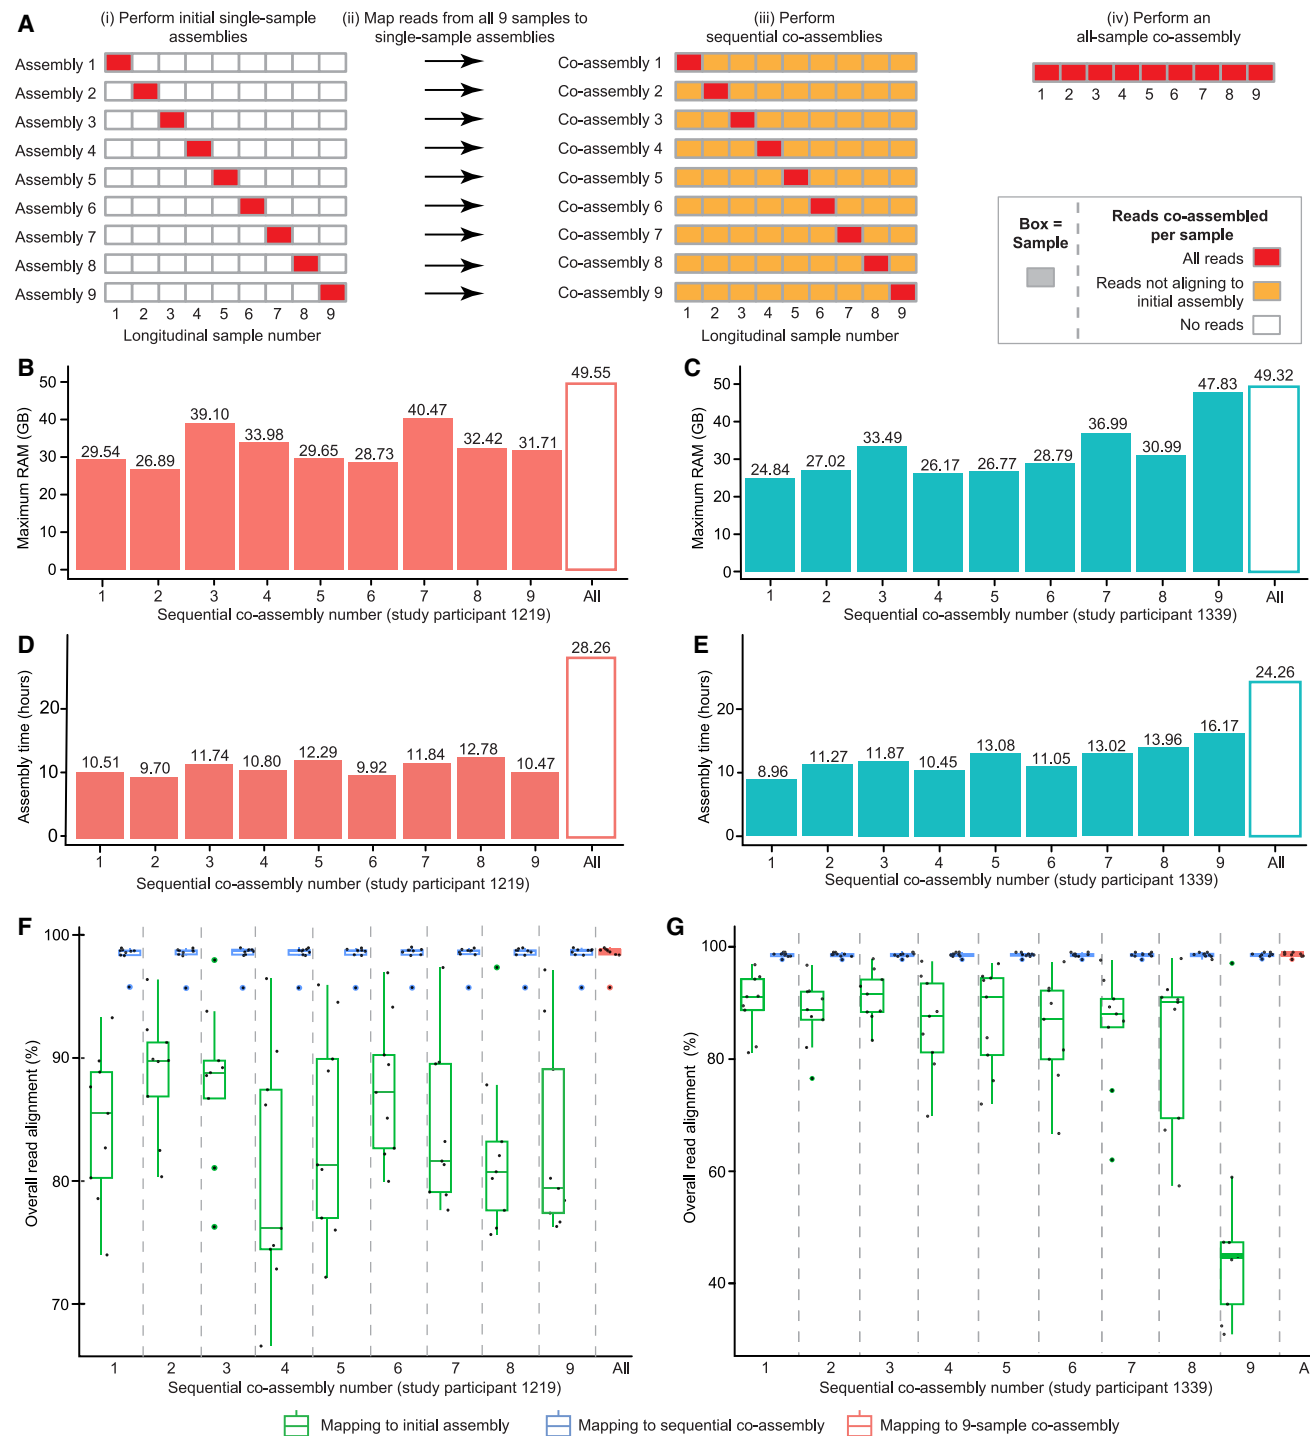 A
(i) Perform initial single-sample
assemblies
(ii) Map reads from all 9 samples to
single-sample assemblies
(iii) Perform
sequential co-assemblies
(iv) Perform an
all-sample co-assembly
Assembly 1
Assembly 2
Assembly 3
Assembly 4
Assembly 5
Assembly 6
Assembly 7
Assembly 8
Assembly 9
1 2 3 4 5 6 7 8 9
Longitudinal sample number
Co-assembly 1
Co-assembly 2
Co-assembly 3
Co-assembly 4
Co-assembly 5
Co-assembly 6
Co-assembly 7
Co-assembly 8
Co-assembly 9
1 2 3 4 5 6 7 8 9
Longitudinal sample number
1 2 3 4 5 6 7 8 9
Box =
Sample
Reads co-assembled
per sample
All reads
Reads not aligning to
initial assembly
No reads
B
Maximum RAM (GB)
50
40
30
20
10
0
29.54 26.89 39.10 33.98 29.65 28.73 40.47 32.42 31.71 49.55
1 2 3 4 5 6 7 8 9 All
Sequential co-assembly number (study participant 1219)
C
Maximum RAM (GB)
50
40
30
20
10
0
24.84 27.02 33.49 26.17 26.77 28.79 36.99 30.99 47.83 49.32
1 2 3 4 5 6 7 8 9 All
Sequential co-assembly number (study participant 1339)
D
Assembly time (hours)
20
10
0
10.51 9.70 11.74 10.80 12.29 9.92 11.84 12.78 10.47 28.26
1 2 3 4 5 6 7 8 9 All
Sequential co-assembly number (study participant 1219)
E
Assembly time (hours)
20
10
0
8.96 11.27 11.87 10.45 13.08 11.05 13.02 13.96 16.17 24.26
1 2 3 4 5 6 7 8 9 All
Sequential co-assembly number (study participant 1339)
F
Overall read alignment (%)
100
90
80
70
1 2 3 4 5 6 7 8 9 All
Sequential co-assembly number (study participant 1219)
G
Overall read alignment (%)
100
80
60
40
1 2 3 4 5 6 7 8 9 A
Sequential co-assembly number (study participant 1339)
Mapping to initial assembly
Mapping to sequential co-assembly
Mapping to 9-sample co-assembly